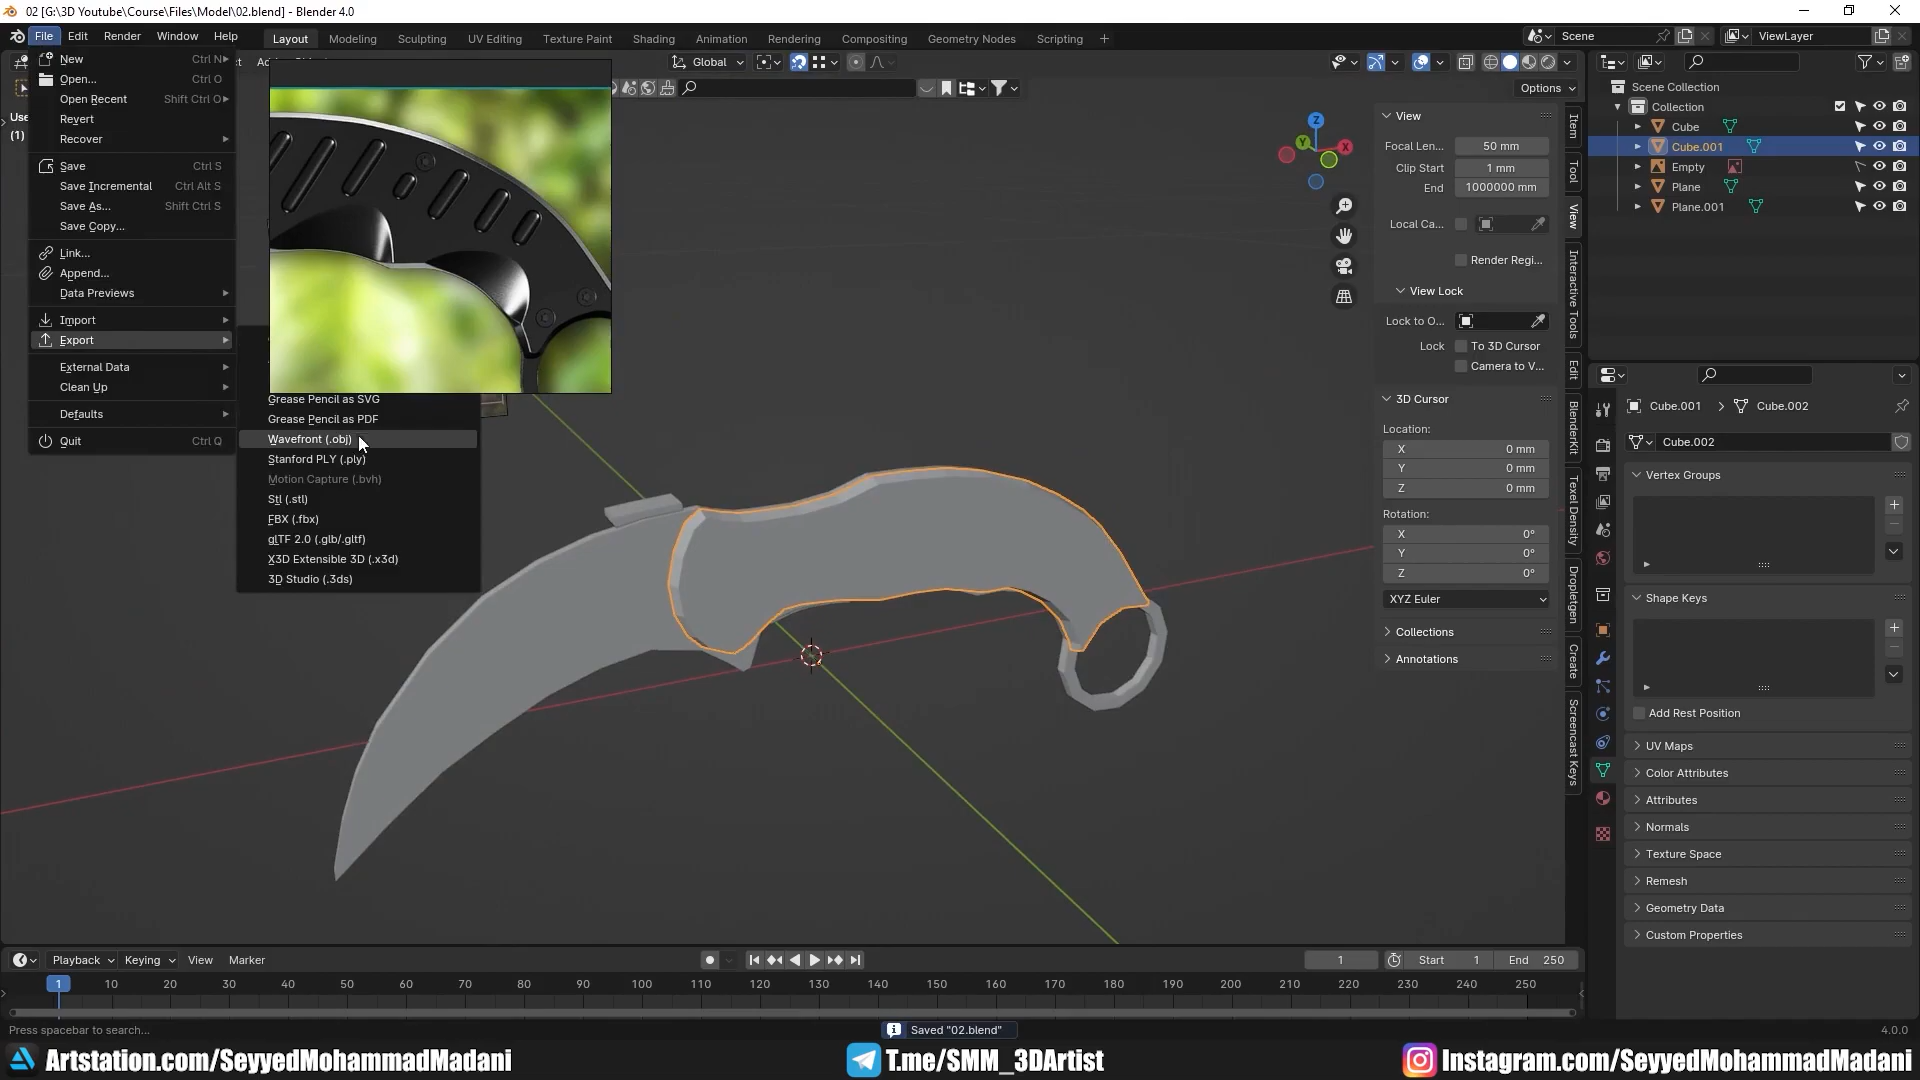 02 [G:\3D Youtube\Course\Files\Model\02.blend] - Blender 4.0
File Edit Render Window Help
Layout Modeling Sculpting UV Editing Texture Paint Shading Animation Rendering Compositing Geometry Nodes Scripting +
Scene
ViewLayer
New Ctrl N
Open... Ctrl O
Open Recent Shift Ctrl O
Revert
Recover
Save Ctrl S
Save Incremental Ctrl Alt S
Save As... Shift Ctrl S
Save Copy...
Link...
Append...
Data Previews
Import
Export
External Data
Clean Up
Defaults
Quit Ctrl Q
Use
(1)
Grease Pencil as SVG
Grease Pencil as PDF
Wavefront (.obj)
Stanford PLY (.ply)
Motion Capture (.bvh)
Stl (.stl)
FBX (.fbx)
glTF 2.0 (.glb/.gltf)
X3D Extensible 3D (.x3d)
3D Studio (.3ds)
Global
Options
Z
Y
X
View
Focal Len... 50 mm
Clip Start 1 mm
End 1000000 mm
Local Ca...
Render Regi...
View Lock
Lock to O...
Lock To 3D Cursor
Camera to V...
3D Cursor
Location:
X 0 mm
Y 0 mm
Z 0 mm
Rotation:
X 0°
Y 0°
Z 0°
XYZ Euler
Collections
Annotations
Item
Tool
View
Interactive Tools
Edit
BlenderKit
Texel Density
Dropletgen
Create
Screencast Keys
Scene Collection
Collection
Cube
Cube.001
Empty
Plane
Plane.001
Cube.001 > Cube.002
Cube.002
Vertex Groups
Shape Keys
Add Rest Position
UV Maps
Color Attributes
Attributes
Normals
Texture Space
Remesh
Geometry Data
Custom Properties
Playback Keying View Marker
1 Start 1 End 250
1 10 20 30 40 50 60 70 80 90 100 110 120 130 140 150 160 170 180 190 200 210 220 230 240 250
Press spacebar to search...
Saved "02.blend"
4.0.0
Artstation.com/SeyyedMohammadMadani
T.me/SMM_3DArtist
Instagram.com/SeyyedMohammadMadani